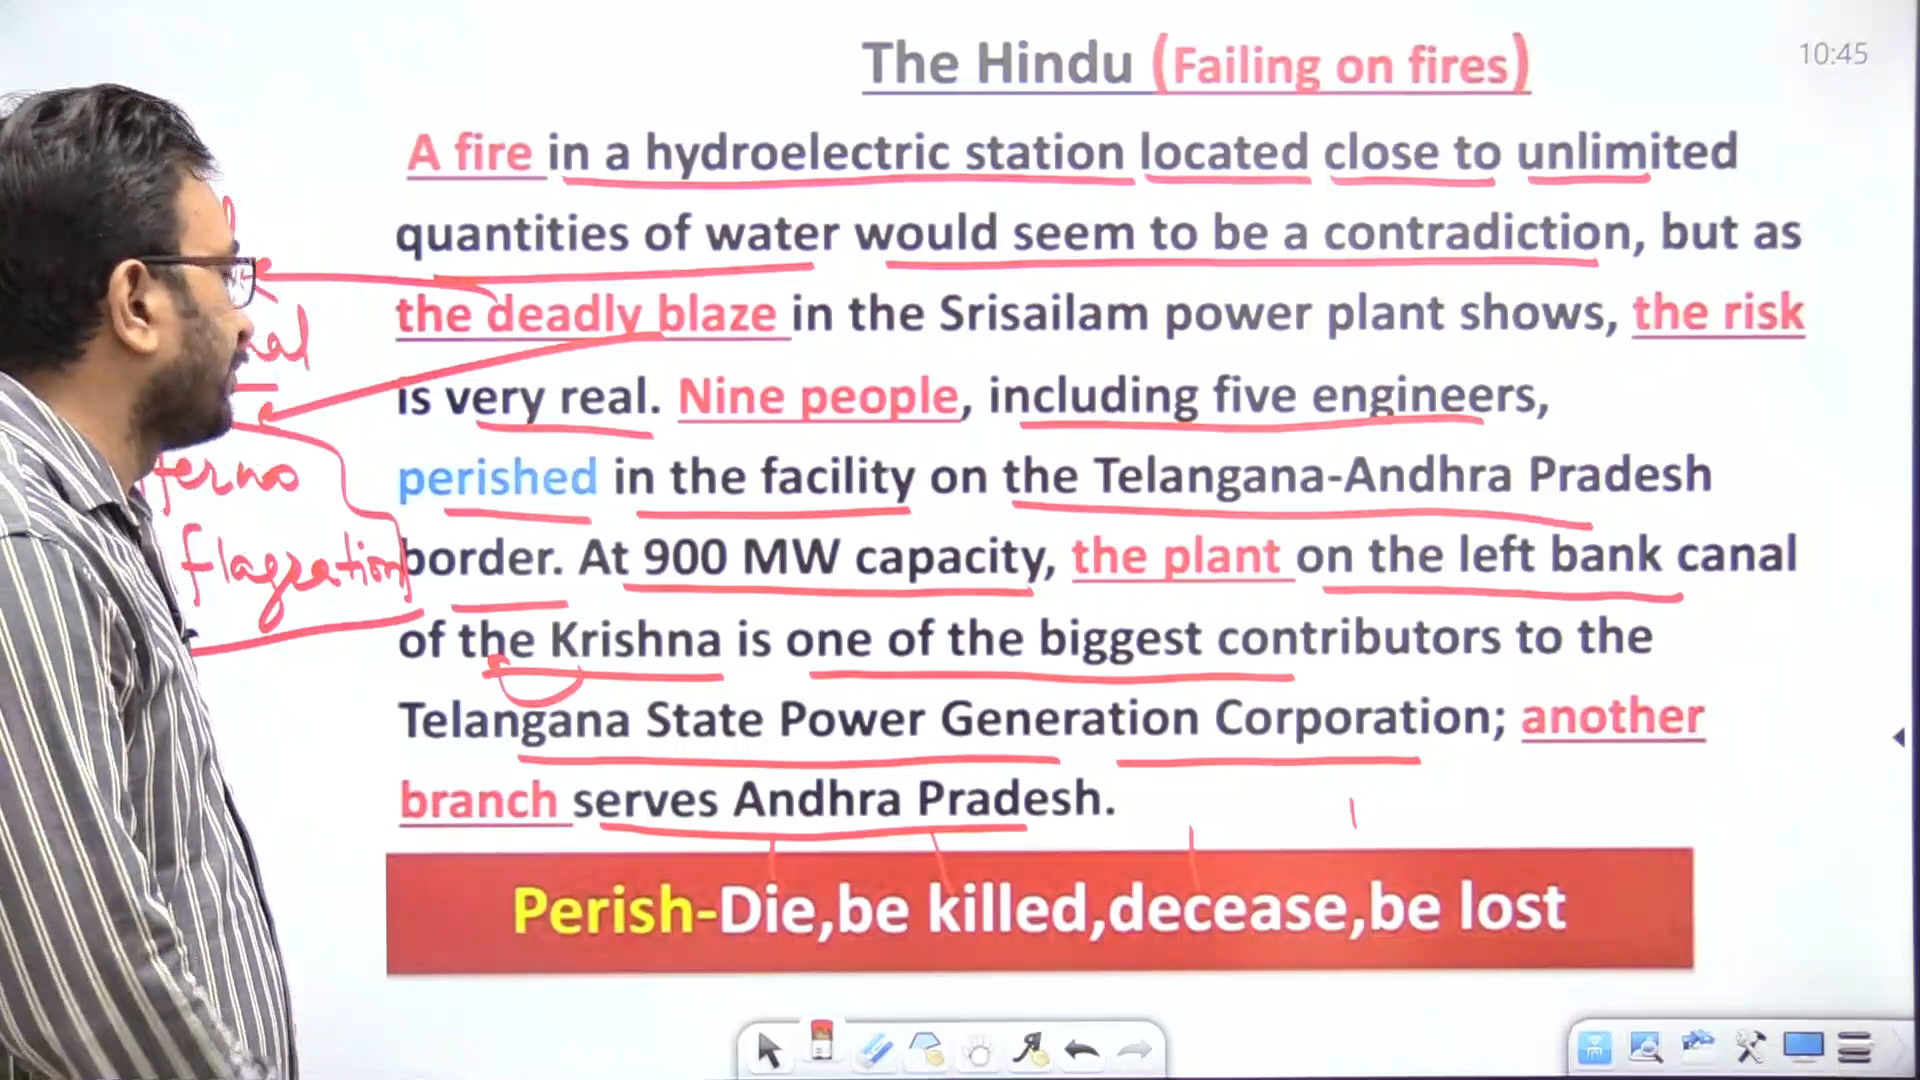 The Hindu (Failing on fires)
10:45
A fire in a hydroelectric station located close to unlimited
quantities of water would seem to be a contradiction, but as
the deadly blaze in the Srisailam power plant shows, the risk
is very real. Nine people, including five engineers,
perished in the facility on the Telangana-Andhra Pradesh
border. At 900 MW capacity, the plant on the left bank canal
of the Krishna is one of the biggest contributors to the
Telangana State Power Generation Corporation; another
branch serves Andhra Pradesh.
Perish-Die,be killed,decease,be lost